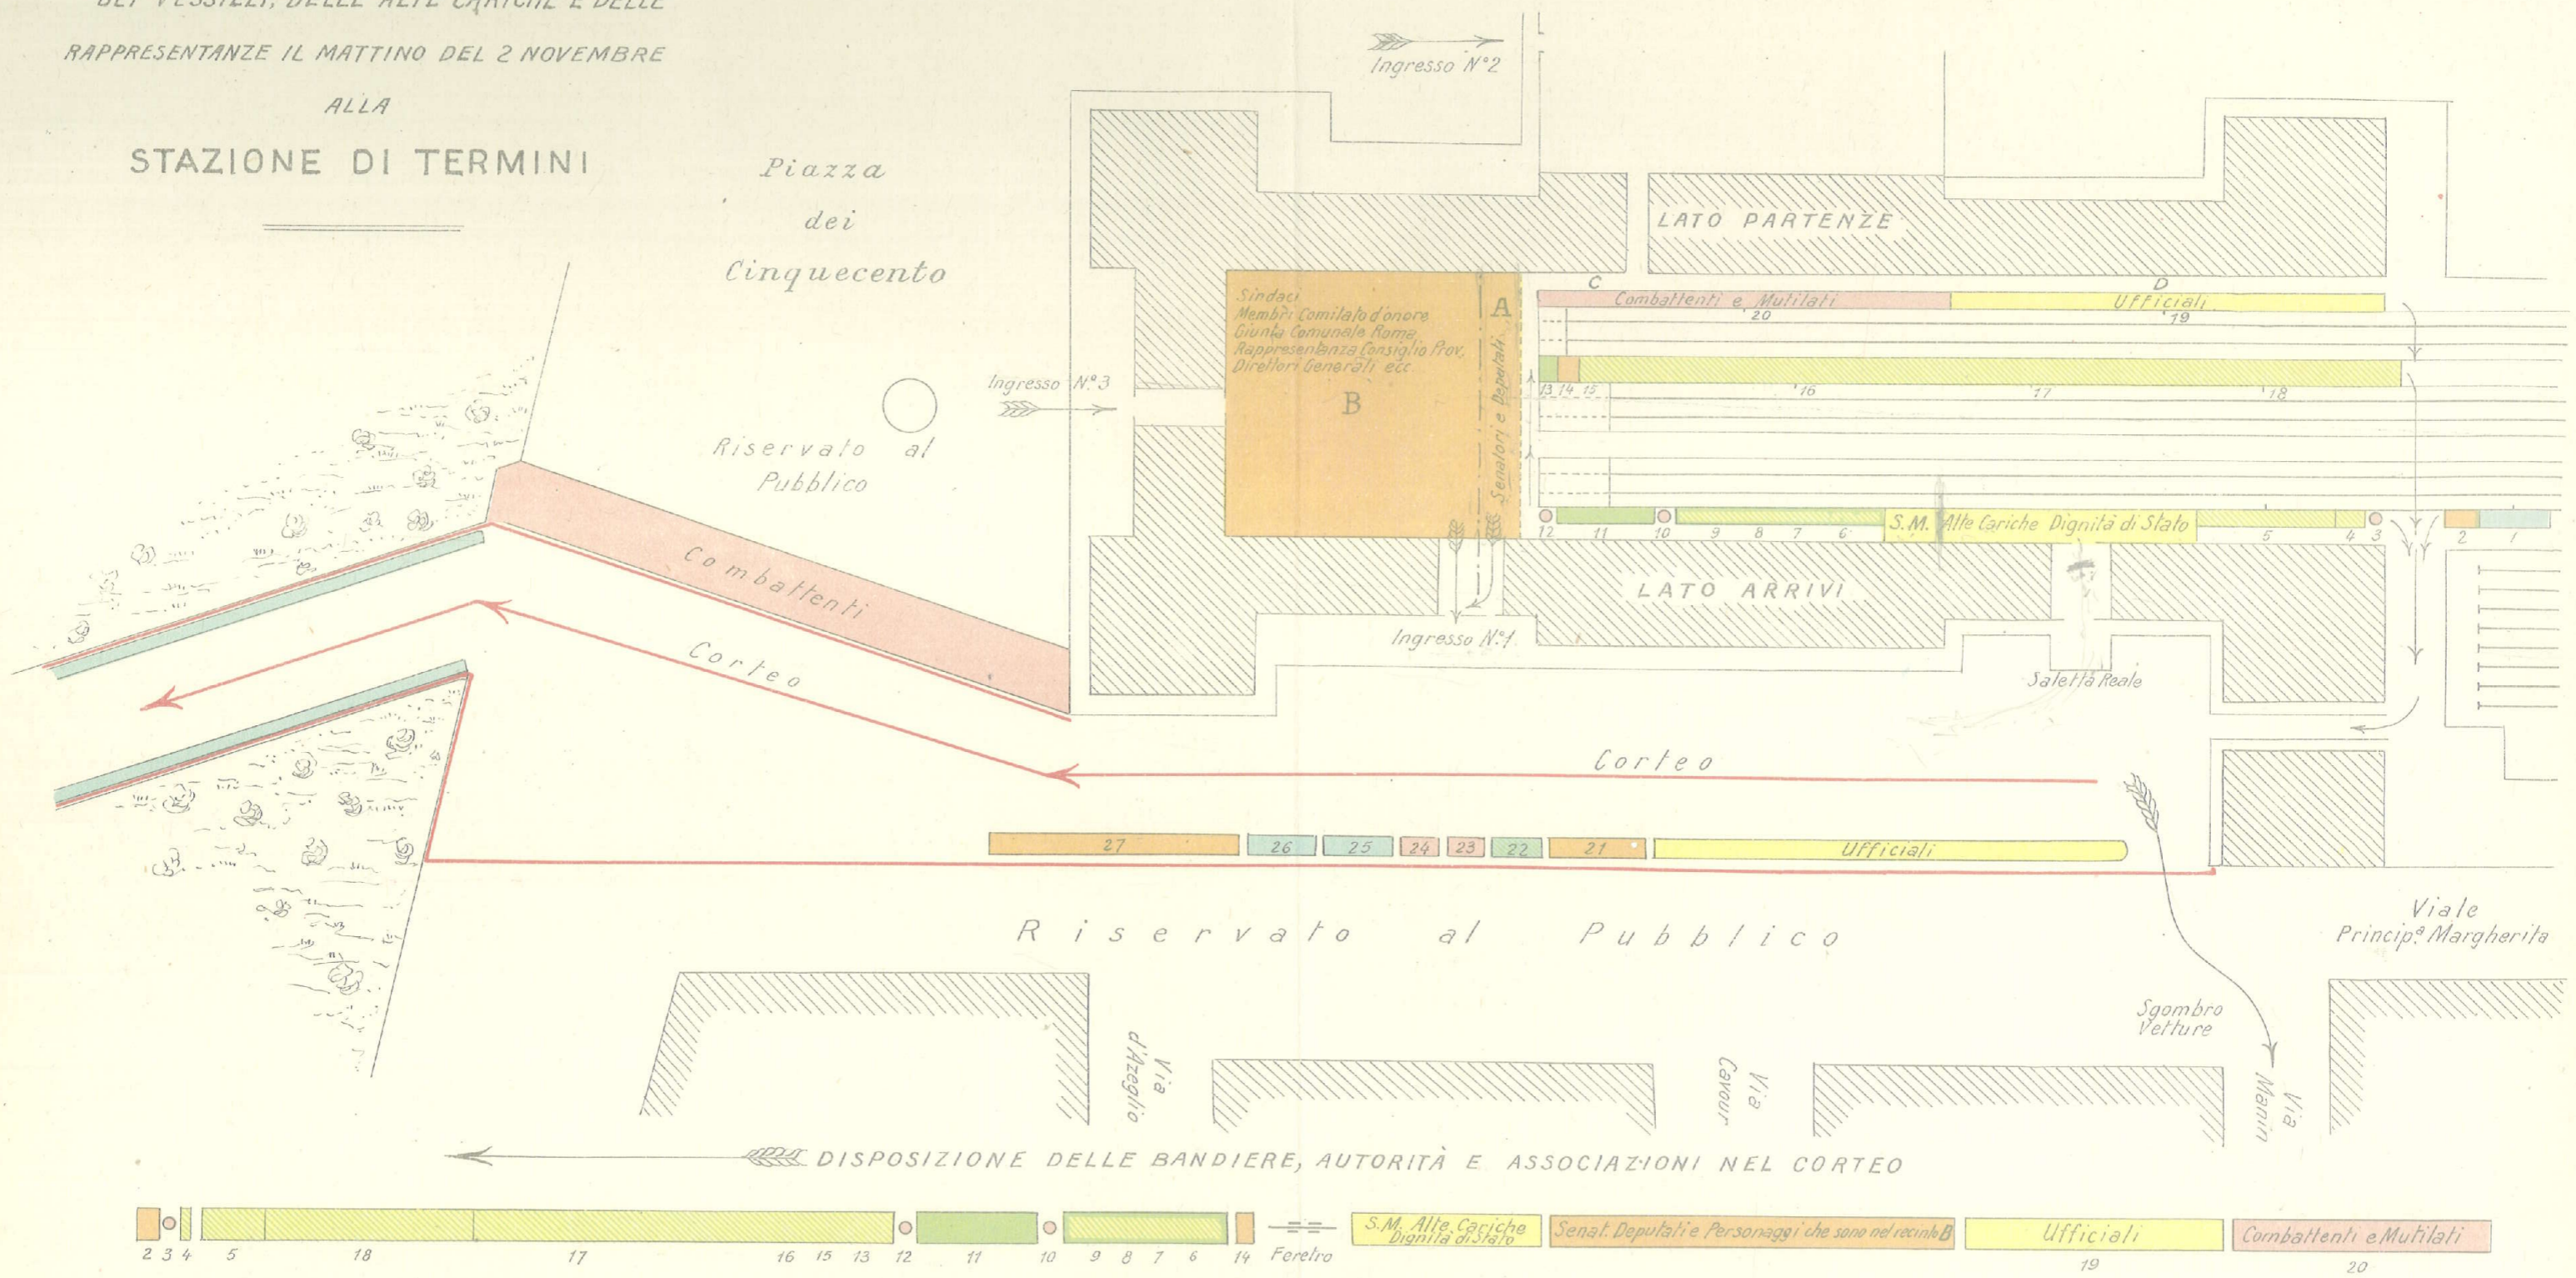 DEI VESSILLI, DELLE ALTE CARICHE E DELLE
RAPPRESENTANZE IL MATTINO DEL 2 NOVEMBRE
ALLA
STAZIONE DI TERMINI
Piazza
dei
Cinquecento
Ingresso N.º 2
LATO PARTENZE
C
D
Combattenti e Mutilati
Ufficiali
20
19
Sindaci
Membri Comitato d'onore
Giunta Comunale Roma
Rappresentanza Consiglio Prov.
Direttori Generali ecc
A
Senatori e Deputati
B
Ingresso N.º 3
13 14 15 16 17 18
Riservato al
Pubblico
12 11 10 9 8 7 6
S.M. Alte Cariche Dignità di Stato
5 4 3 2 1
Combattenti
Corteo
LATO ARRIVI
Ingresso N.º 1
Saletta Reale
Corteo
27 26 25 24 23 22 21 Ufficiali
Riservato al Pubblico
Viale
Princip.ª Margherita
Sgombro
Vetture
Via
d'Azeglio
Via
Cavour
Via
Manin
DISPOSIZIONE DELLE BANDIERE, AUTORITÀ E ASSOCIAZIONI NEL CORTEO
S.M. Alte Cariche
Dignità di Stato
Senat. Deputati e Personaggi che sono nel recinto B
Ufficiali
Combattenti e Mutilati
2 3 4 5 18 17 16 15 13 12 11 10 9 8 7 6 14 Feretro
19
20